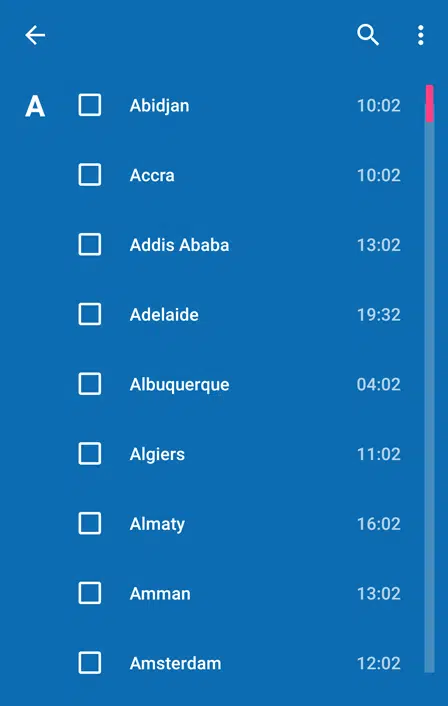 A Abidjan 10:02
Accra 10:02
Addis Ababa 13:02
Adelaide 19:32
Albuquerque 04:02
Algiers 11:02
Almaty 16:02
Amman 13:02
Amsterdam 12:02